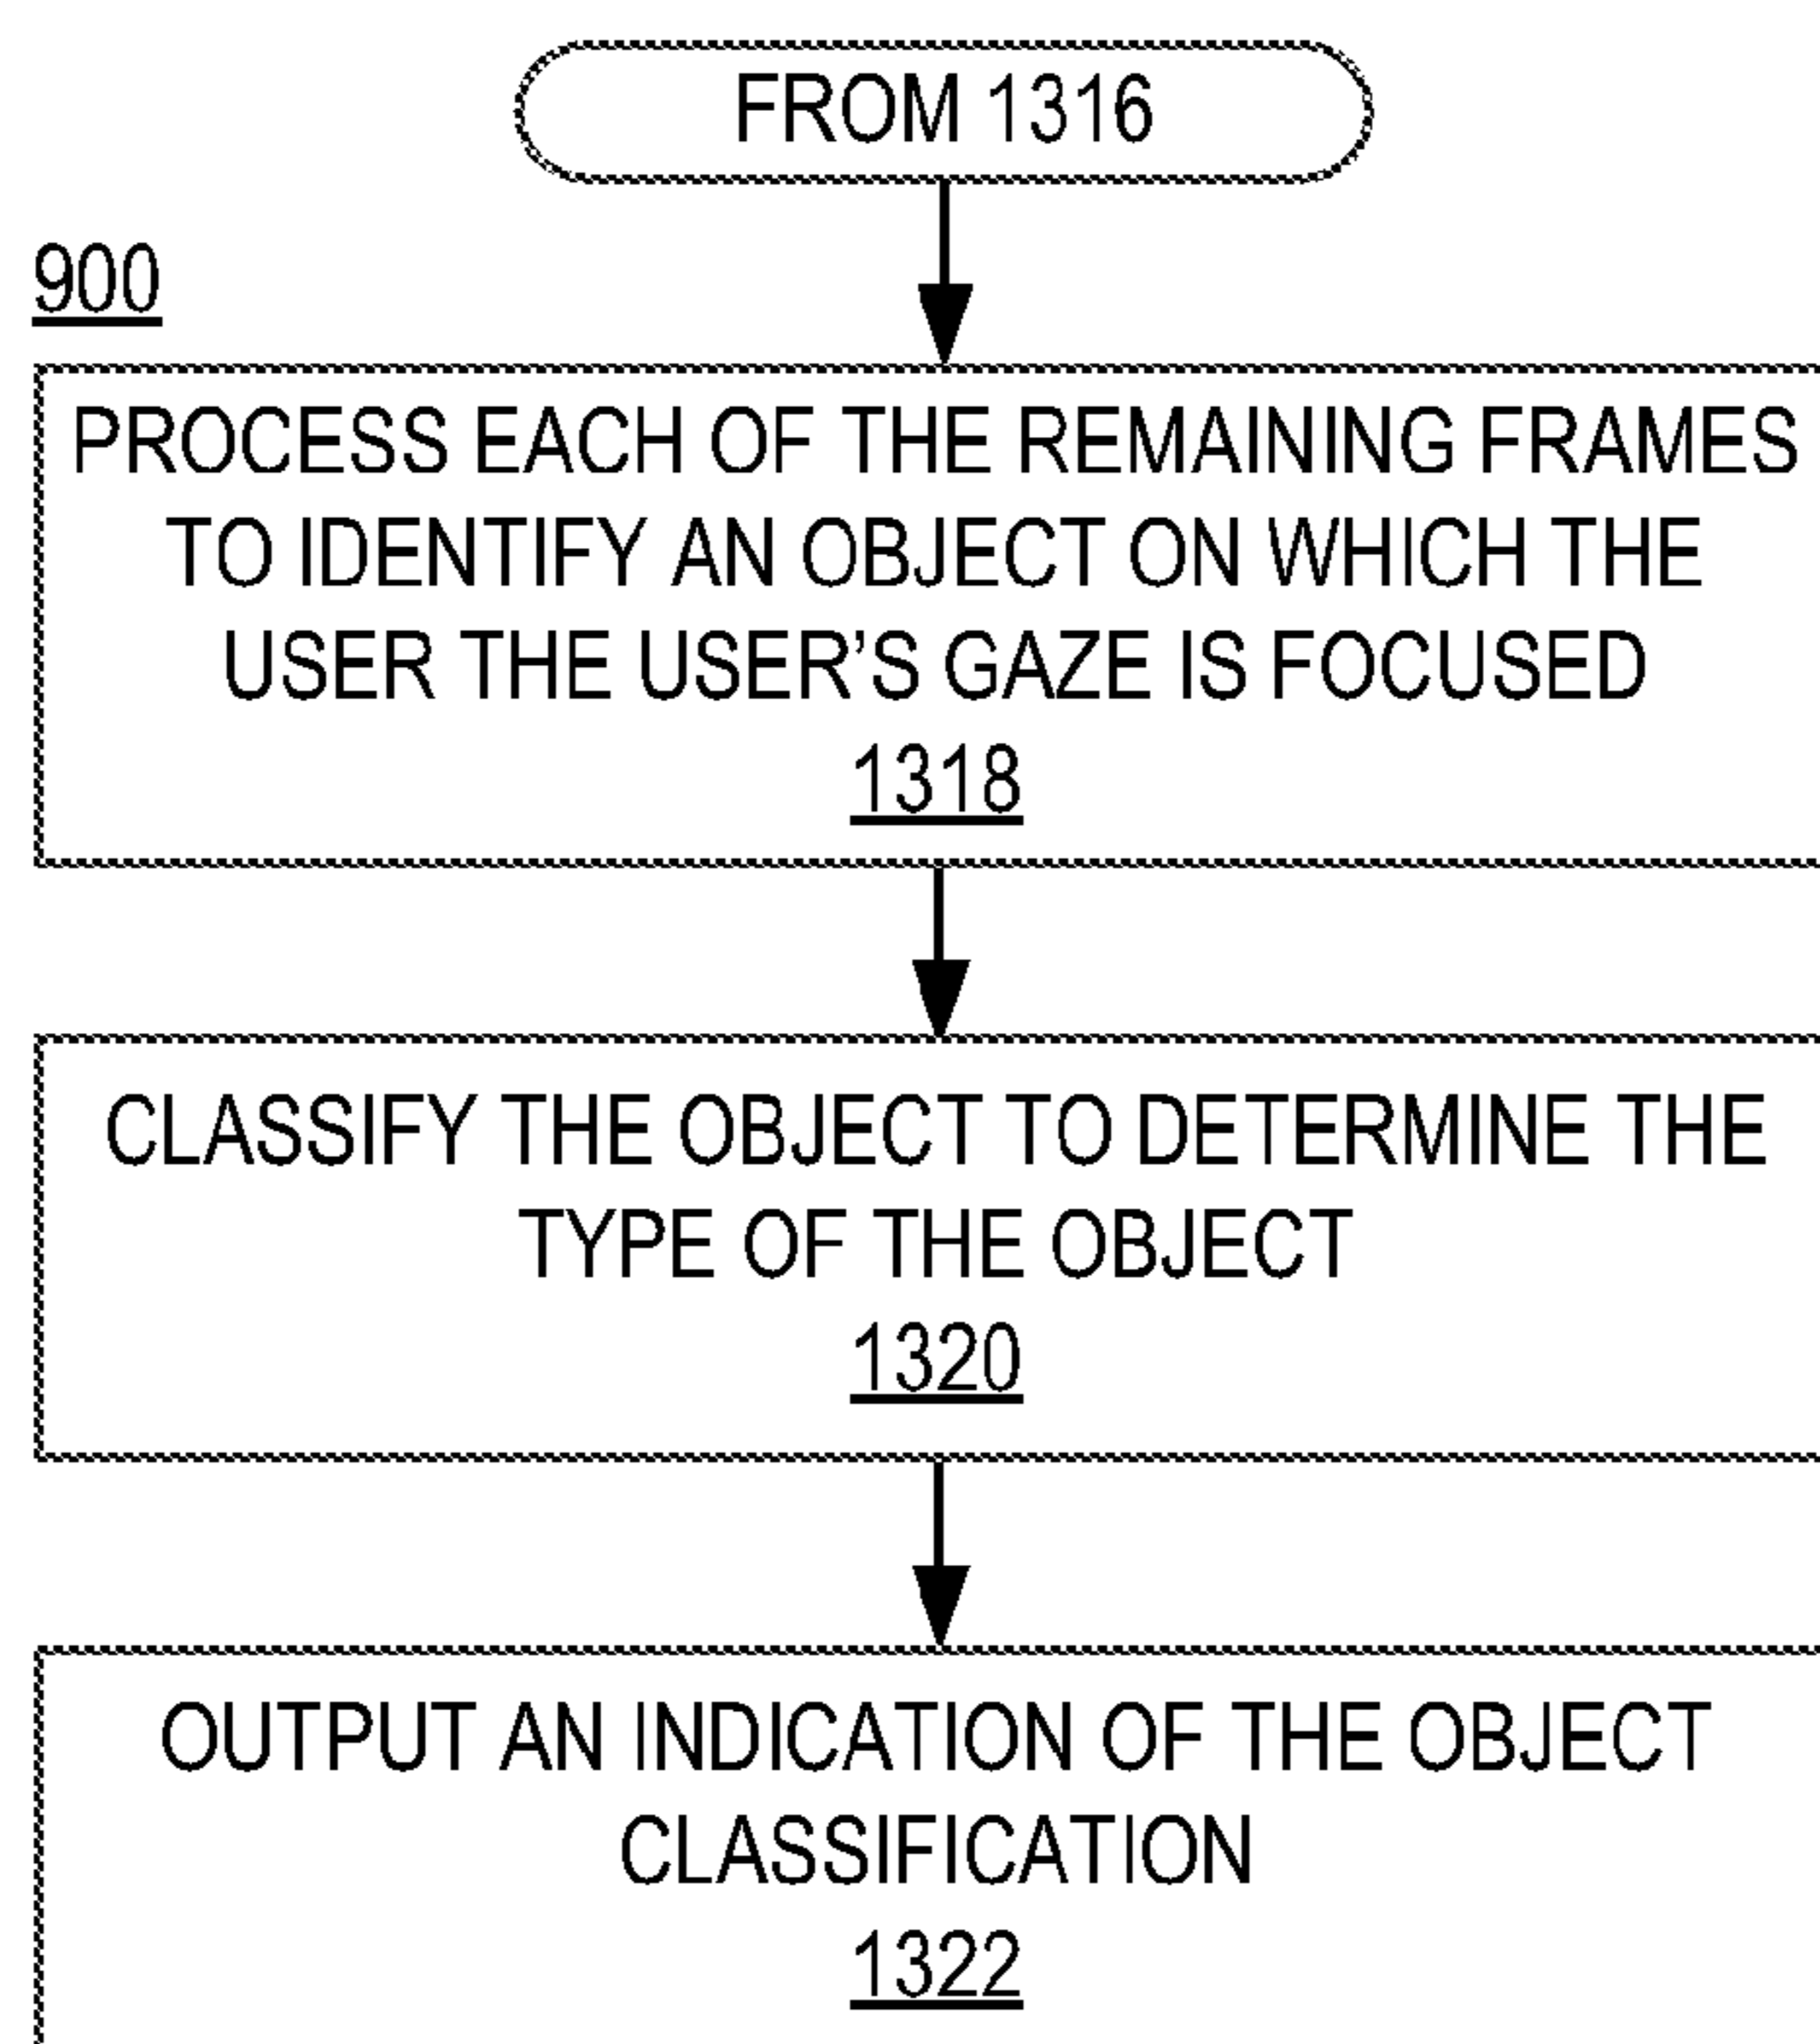 FROM 1316
900
PROCESS EACH OF THE REMAINING FRAMES
TO IDENTIFY AN OBJECT ON WHICH THE
USER THE USER'S GAZE IS FOCUSED
1318
CLASSIFY THE OBJECT TO DETERMINE THE
TYPE OF THE OBJECT
1320
OUTPUT AN INDICATION OF THE OBJECT
CLASSIFICATION
1322